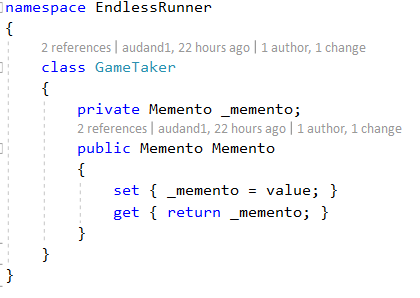 namespace EndlessRunner
{
2 references | audand1, 22 hours ago | 1 author, 1 change
class GameTaker
{
private Memento _memento;
2 references | audand1, 22 hours ago | 1 author, 1 change
public Memento Memento
{
set { _memento = value; }
get { return _memento; }
}
}
}